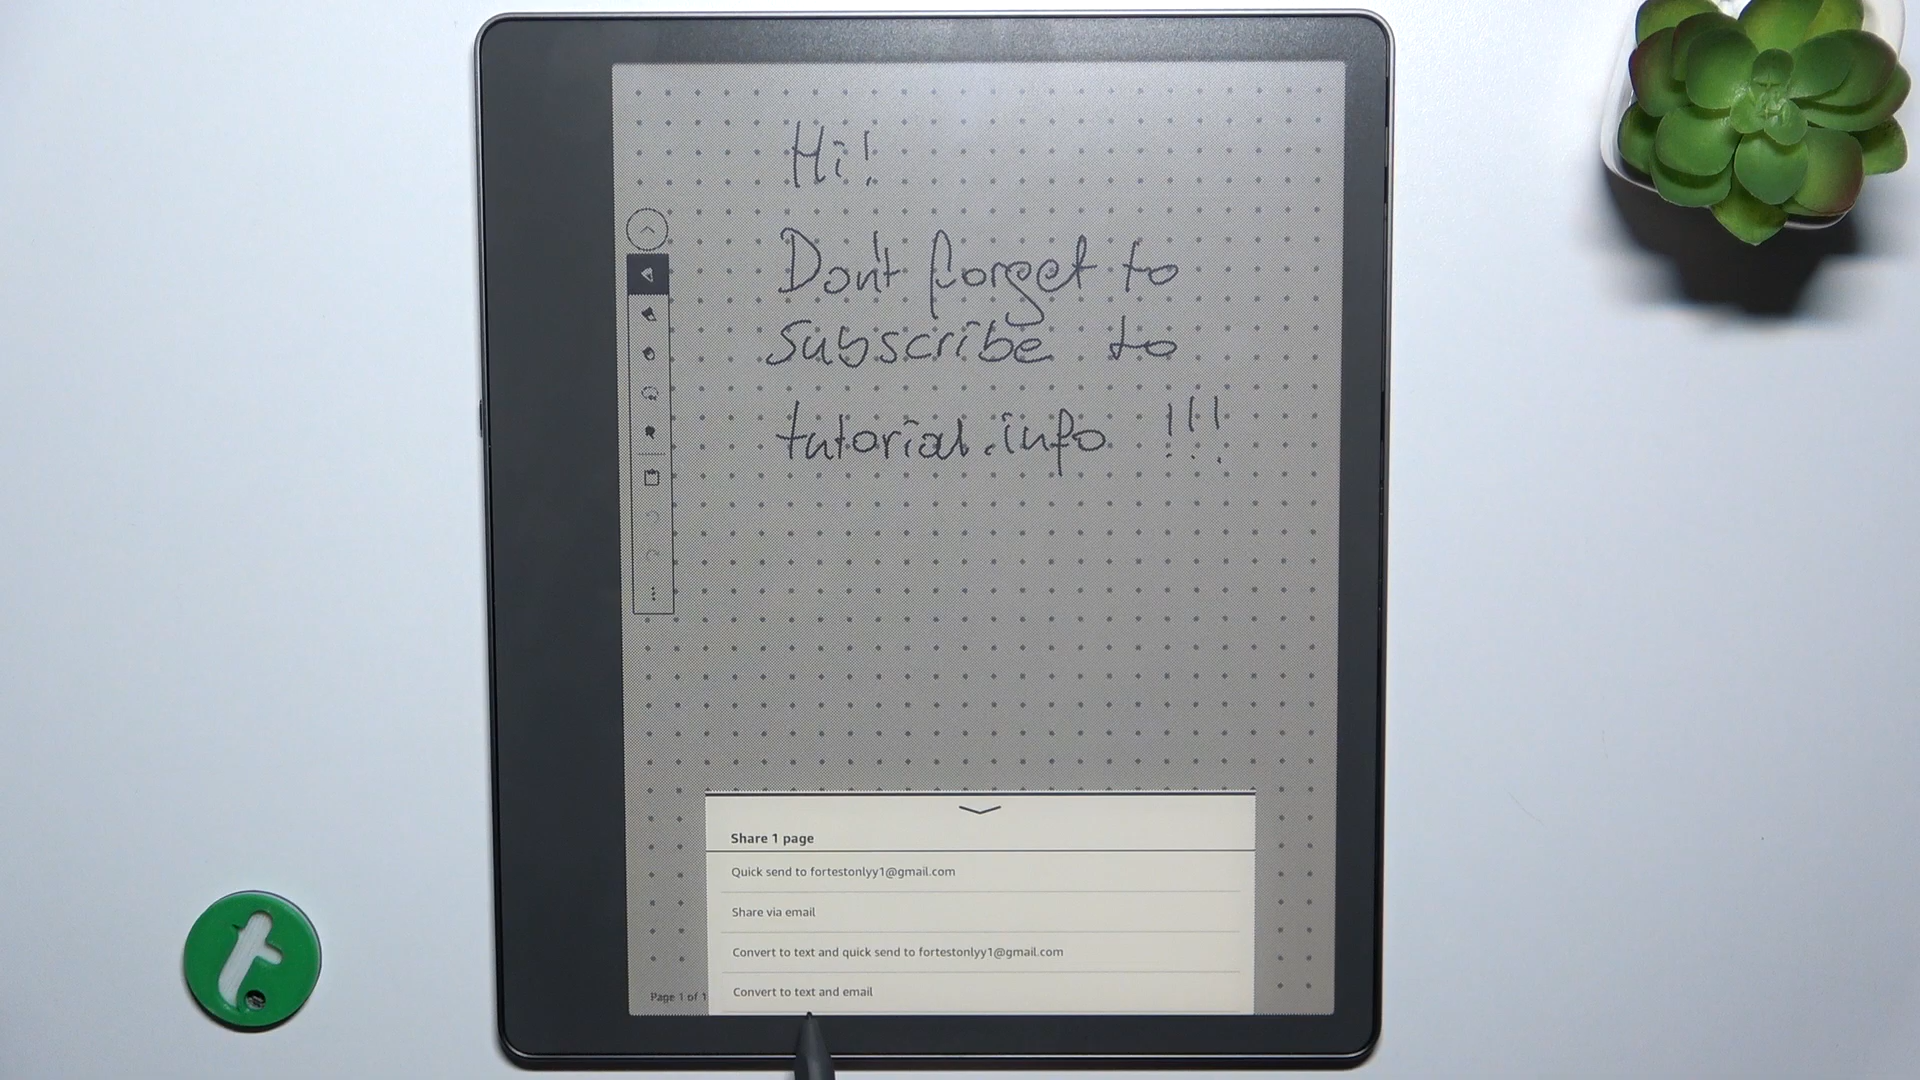 Hi!
Don't forget to
subscribe to
tutorial.info !!!
Share 1 page
Quick send to fortestonlyy1@gmail.com
Share via email
Convert to text and quick send to fortestonlyy1@gmail.com
Page 1 of 1
Convert to text and email
t